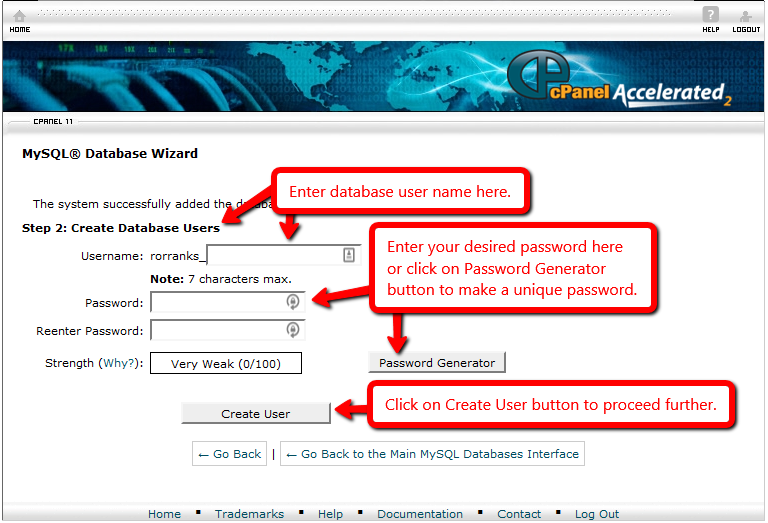 HOME
HELP LOGOUT
17X 18X
cPanel Accelerated2
CPANEL 11
MySQL® Database Wizard
Enter database user name here.
The system successfully added the databa
Step 2: Create Database Users
Username: rorranks_
Note: 7 characters max.
Enter your desired password here
or click on Password Generator
button to make a unique password.
Password:
Reenter Password:
Strength (Why?): Very Weak (0/100) Password Generator
Click on Create User button to proceed further.
Create User
← Go Back | ← Go Back to the Main MySQL Databases Interface
Home ▪ Trademarks ▪ Help ▪ Documentation ▪ Contact ▪ Log Out